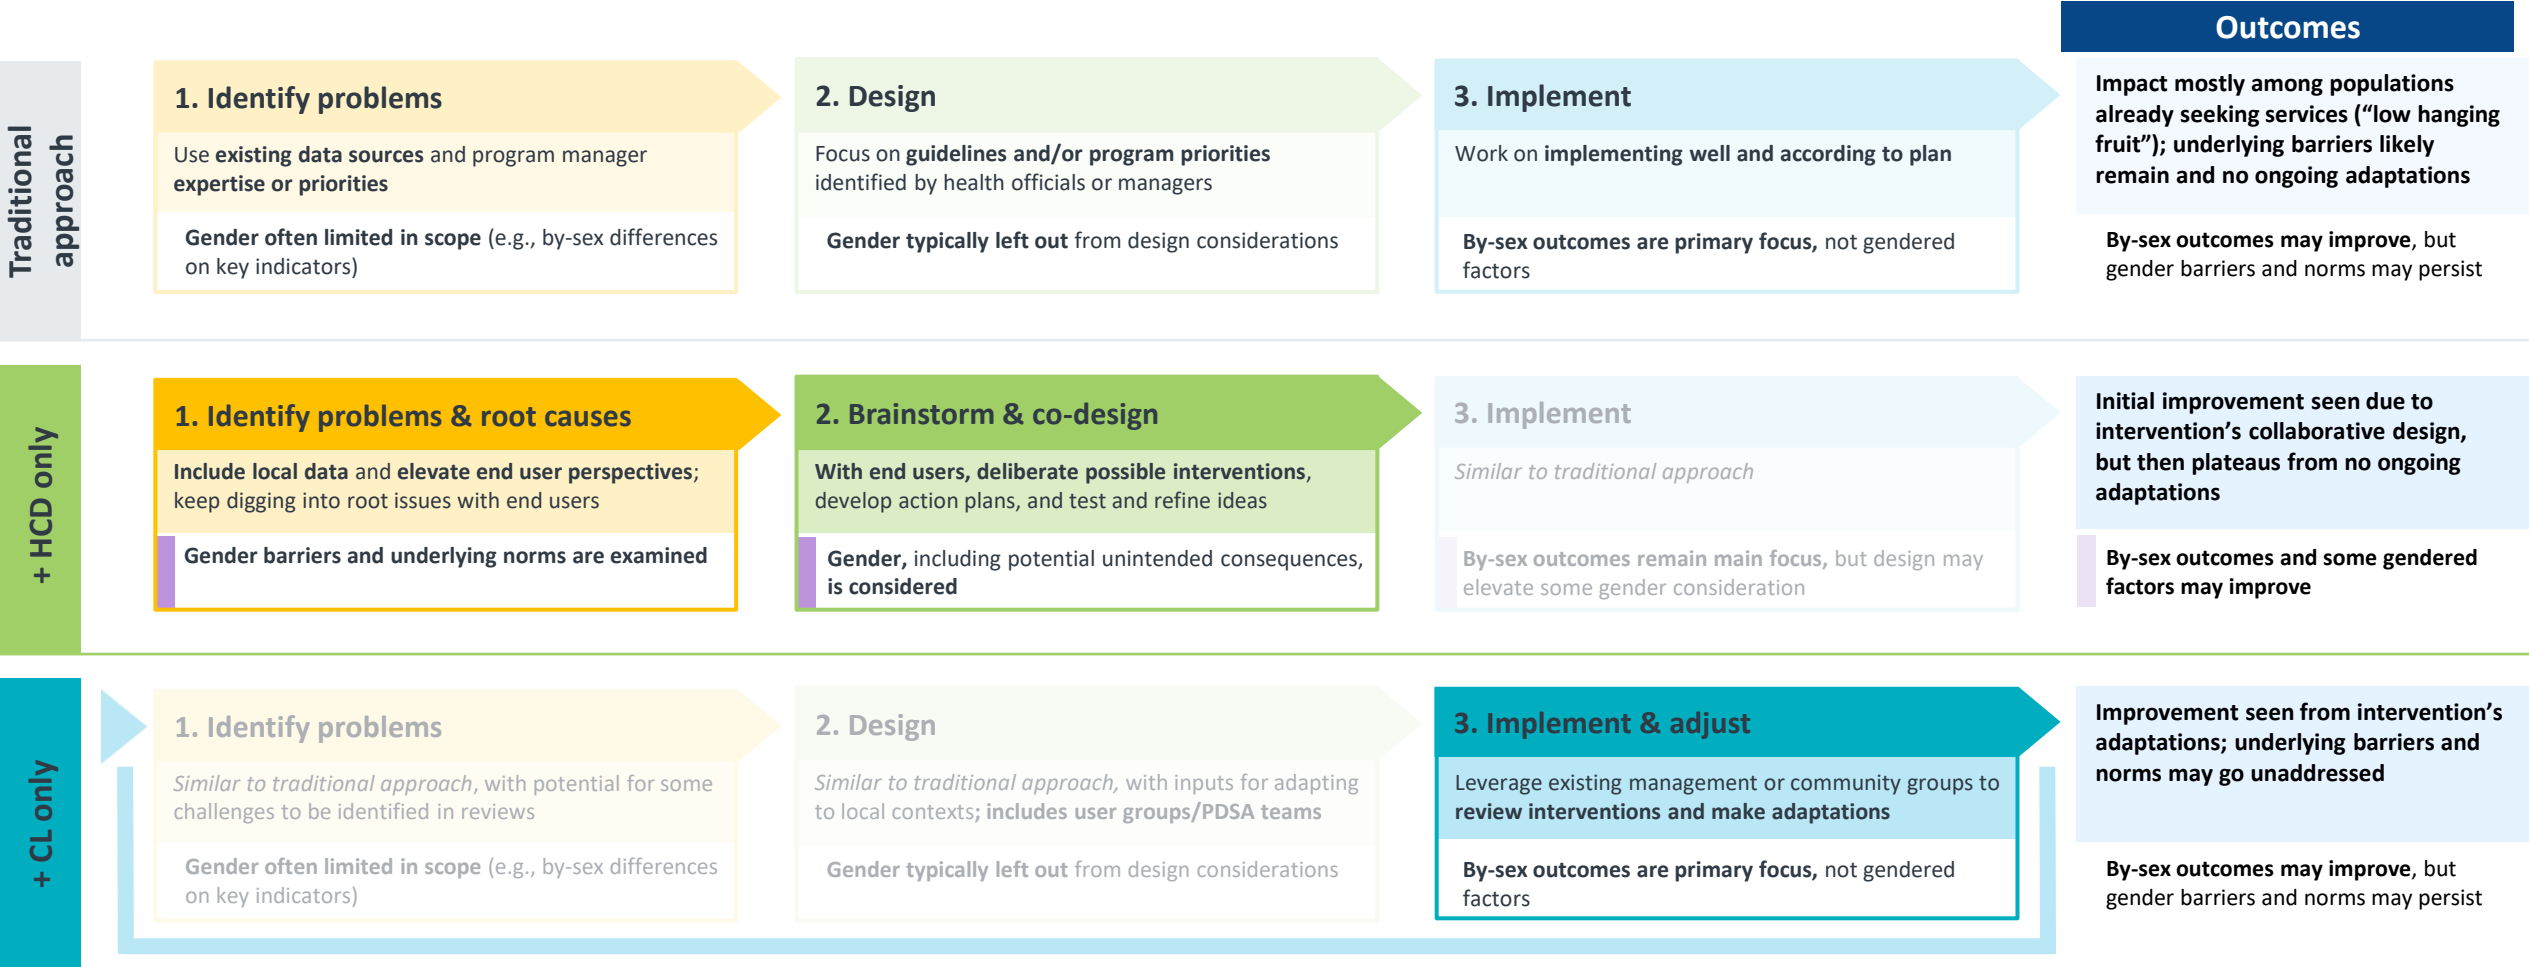 Outcomes
Traditional
approach
1. Identify problems
Use existing data sources and program manager
expertise or priorities
Gender often limited in scope (e.g., by-sex differences
on key indicators)
2. Design
Focus on guidelines and/or program priorities
identified by health officials or managers
Gender typically left out from design considerations
3. Implement
Work on implementing well and according to plan
By-sex outcomes are primary focus, not gendered
factors
Impact mostly among populations
already seeking services (“low hanging
fruit”); underlying barriers likely
remain and no ongoing adaptations
By-sex outcomes may improve, but
gender barriers and norms may persist
+ HCD only
1. Identify problems & root causes
Include local data and elevate end user perspectives;
keep digging into root issues with end users
Gender barriers and underlying norms are examined
2. Brainstorm & co-design
With end users, deliberate possible interventions,
develop action plans, and test and refine ideas
Gender, including potential unintended consequences,
is considered
3. Implement
Similar to traditional approach
By-sex outcomes remain main focus, but design may
elevate some gender consideration
Initial improvement seen due to
intervention’s collaborative design,
but then plateaus from no ongoing
adaptations
By-sex outcomes and some gendered
factors may improve
+ CL only
1. Identify problems
Similar to traditional approach, with potential for some
challenges to be identified in reviews
Gender often limited in scope (e.g., by-sex differences
on key indicators)
2. Design
Similar to traditional approach, with inputs for adapting
to local contexts; includes user groups/PDSA teams
Gender typically left out from design considerations
3. Implement & adjust
Leverage existing management or community groups to
review interventions and make adaptations
By-sex outcomes are primary focus, not gendered
factors
Improvement seen from intervention’s
adaptations; underlying barriers and
norms may go unaddressed
By-sex outcomes may improve, but
gender barriers and norms may persist